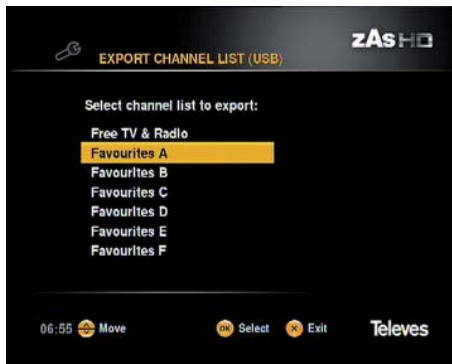 zAs HD
EXPORT CHANNEL LIST (USB)
Select channel list to export:
Free TV & Radio
Favourites A
Favourites B
Favourites C
Favourites D
Favourites E
Favourites F
06:55 Move OK Select X Exit Televes